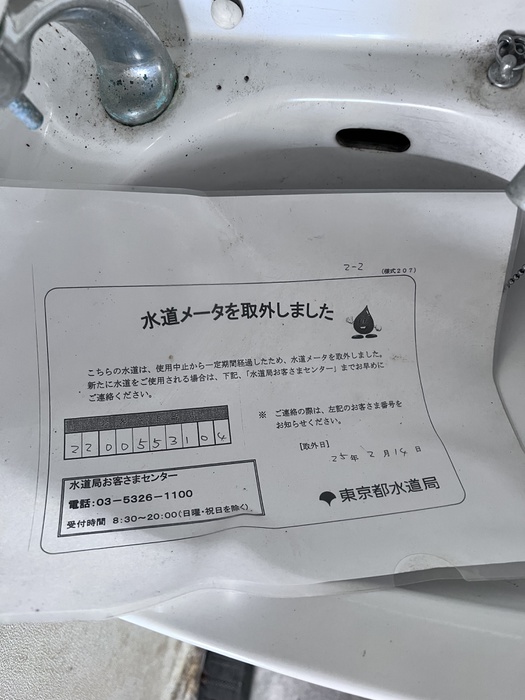 2-2 (様式207)
水道メータを取外しました
こちらの水道は、使用中止から一定期間経過したため、水道メータを取外しました。
新たに水道をご使用される場合は、下記、「水道局お客さまセンター」までお早めに
ご連絡ください。
※ ご連絡の際は、左記のお客さま番号を
お知らせください。
2200553104
[取外日]
25年 2月 14日
水道局お客さまセンター
電話:03-5326-1100
受付時間 8:30~20:00(日曜・祝日を除く)
東京都水道局